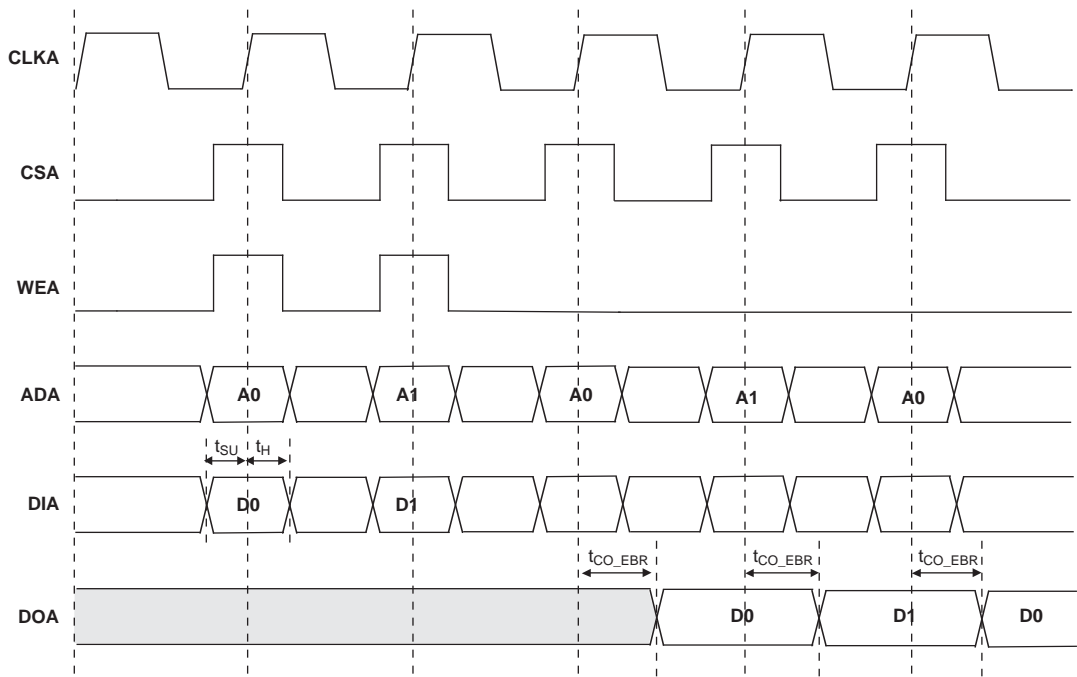 CLKA
CSA
WEA
ADA A0 A1 A0 A1 A0
tSU tH
DIA D0 D1
tCO_EBR tCO_EBR tCO_EBR
DOA D0 D1 D0